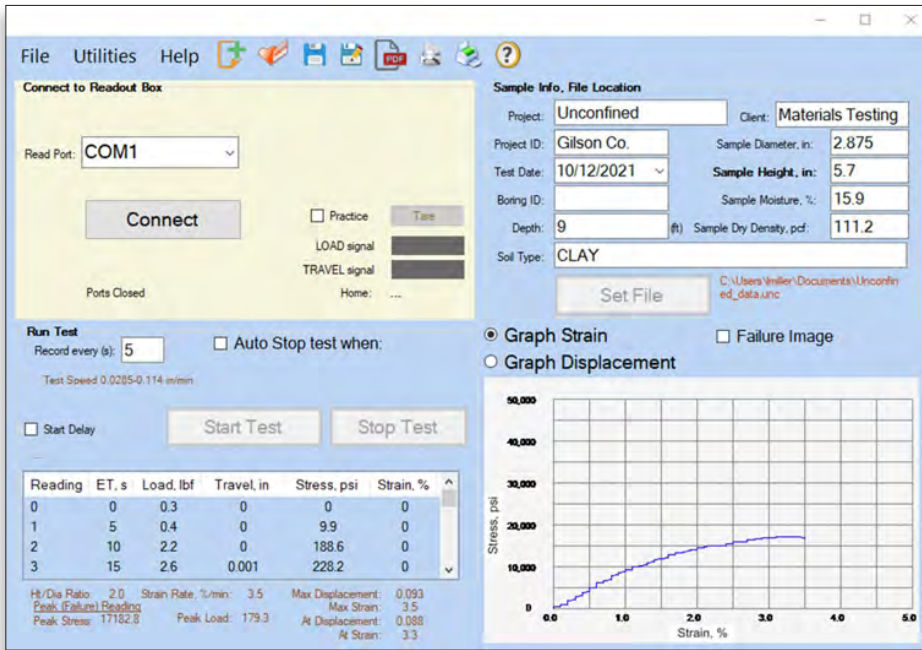 File Utilities Help PDF ?
Connect to Readout Box
Read Port: COM1
Connect
Practice Tare
LOAD signal
TRAVEL signal
Ports Closed Home: ...
Sample Info, File Location
Project: Unconfined Client: Materials Testing
Project ID: Gilson Co. Sample Diameter, in: 2.875
Test Date: 10/12/2021 Sample Height, in: 5.7
Boring ID: Sample Moisture, %: 15.9
Depth: 9 (ft) Sample Dry Density, pcf: 111.2
Soil Type: CLAY
Set File C:\Users\lmiller\Documents\Unconfin
ed_data.unc
Run Test
Record every (s): 5 Auto Stop test when:
Test Speed 0.0285-0.114 in/min
Start Delay Start Test Stop Test
...
Reading ET, s Load, lbf Travel, in Stress, psi Strain, %
0 0 0.3 0 0 0
1 5 0.4 0 9.9 0
2 10 2.2 0 188.6 0
3 15 2.6 0.001 228.2 0
Ht/Dia Ratio: 2.0 Strain Rate, %/min: 3.5 Max Displacement: 0.093
Peak (Failure) Reading Max Strain: 3.5
Peak Stress: 17182.8 Peak Load: 179.3 At Displacement: 0.088
At Strain: 3.3
Graph Strain Failure Image
Graph Displacement
50,000
40,000
30,000
20,000
10,000
0
Stress, psi
0.0 1.0 2.0 3.0 4.0 5.0
Strain, %